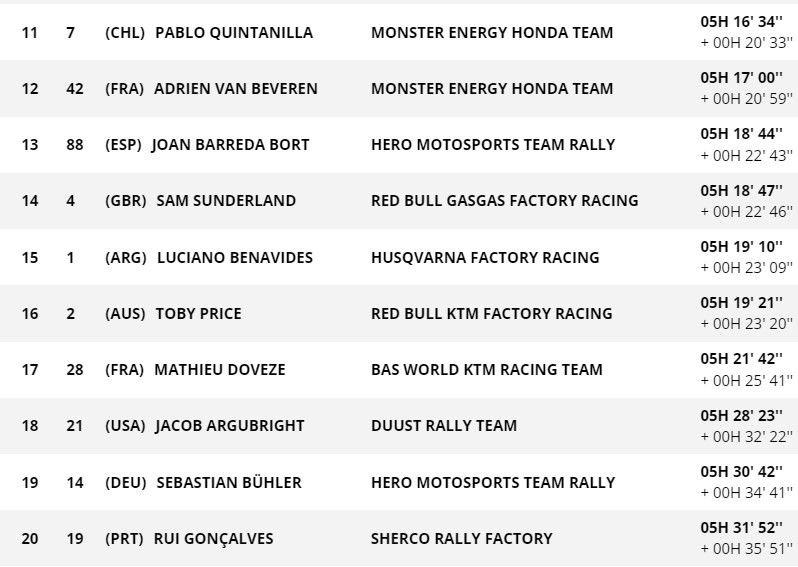 11 7 (CHL) PABLO QUINTANILLA MONSTER ENERGY HONDA TEAM 05H 16' 34''
+ 00H 20' 33''
12 42 (FRA) ADRIEN VAN BEVEREN MONSTER ENERGY HONDA TEAM 05H 17' 00''
+ 00H 20' 59''
13 88 (ESP) JOAN BARREDA BORT HERO MOTOSPORTS TEAM RALLY 05H 18' 44''
+ 00H 22' 43''
14 4 (GBR) SAM SUNDERLAND RED BULL GASGAS FACTORY RACING 05H 18' 47''
+ 00H 22' 46''
15 1 (ARG) LUCIANO BENAVIDES HUSQVARNA FACTORY RACING 05H 19' 10''
+ 00H 23' 09''
16 2 (AUS) TOBY PRICE RED BULL KTM FACTORY RACING 05H 19' 21''
+ 00H 23' 20''
17 28 (FRA) MATHIEU DOVEZE BAS WORLD KTM RACING TEAM 05H 21' 42''
+ 00H 25' 41''
18 21 (USA) JACOB ARGUBRIGHT DUUST RALLY TEAM 05H 28' 23''
+ 00H 32' 22''
19 14 (DEU) SEBASTIAN BÜHLER HERO MOTOSPORTS TEAM RALLY 05H 30' 42''
+ 00H 34' 41''
20 19 (PRT) RUI GONÇALVES SHERCO RALLY FACTORY 05H 31' 52''
+ 00H 35' 51''